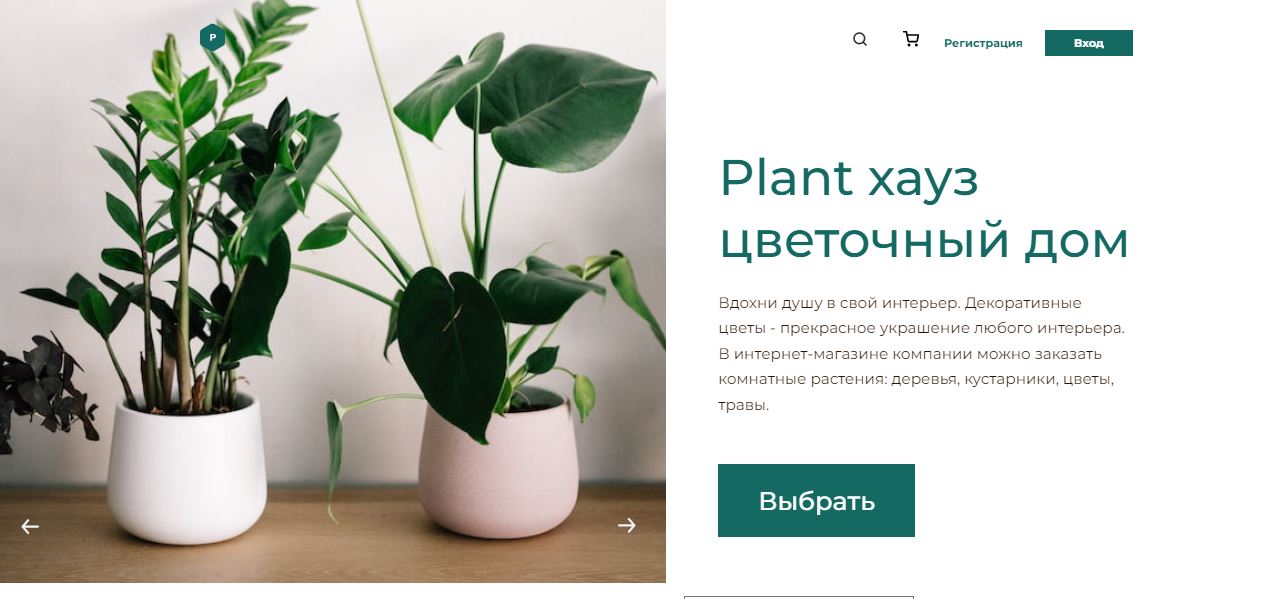 P
Регистрация
Вход
Plant хауз
цветочный дом
Вдохни душу в свой интерьер. Декоративные
цветы - прекрасное украшение любого интерьера.
В интернет-магазине компании можно заказать
комнатные растения: деревья, кустарники, цветы,
травы.
Выбрать